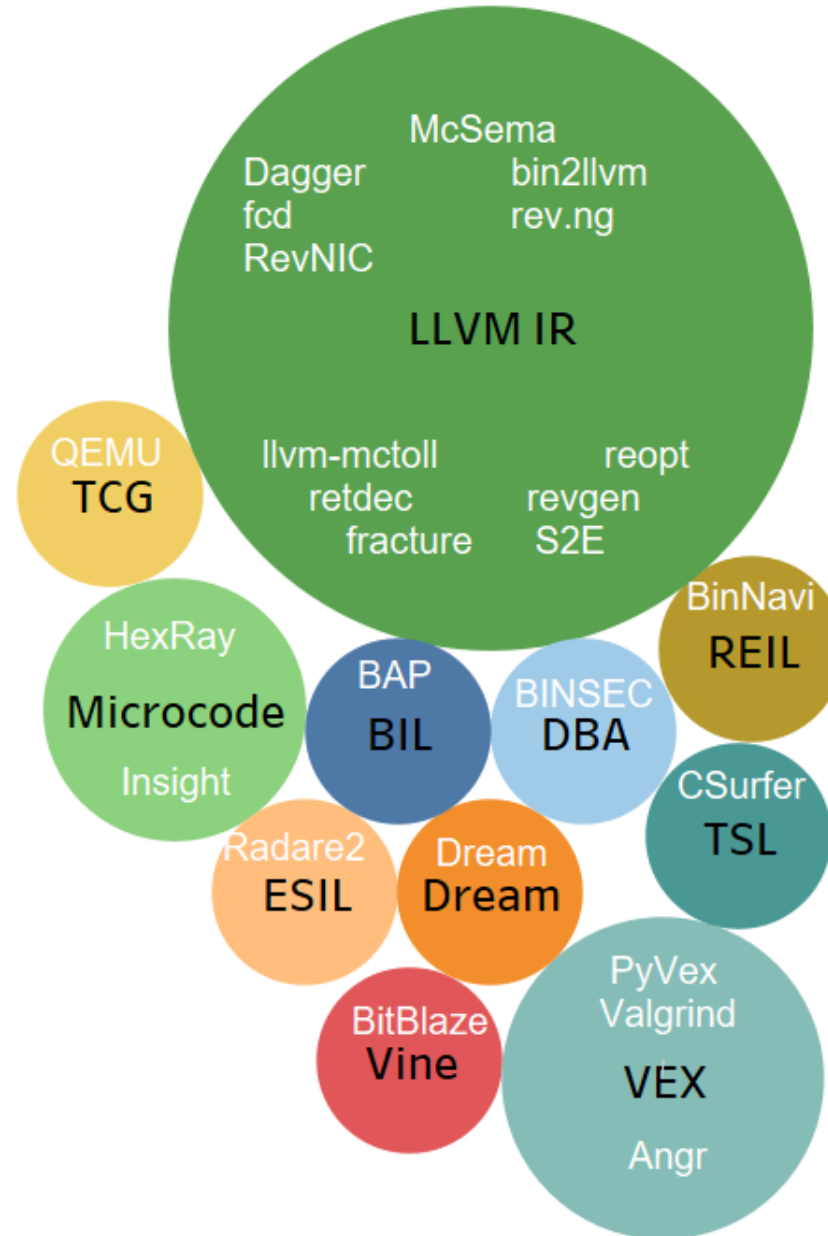 McSema
Dagger bin2llvm
fcd rev.ng
RevNIC
LLVM IR
llvm-mctoll reopt
retdec revgen
fracture S2E
QEMU
TCG
BinNavi
REIL
HexRay
Microcode
Insight
BAP
BIL
BINSEC
DBA
CSurfer
TSL
Radare2
ESIL
Dream
Dream
PyVex
Valgrind
VEX
Angr
BitBlaze
Vine